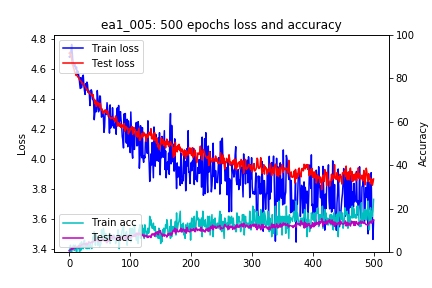 ea1_005: 500 epochs loss and accuracy
4.8
4.6
4.4
4.2
4.0
3.8
3.6
3.4
Loss
Train loss
Test loss
Train acc
Test acc
100
80
60
40
20
0
Accuracy
0 100 200 300 400 500